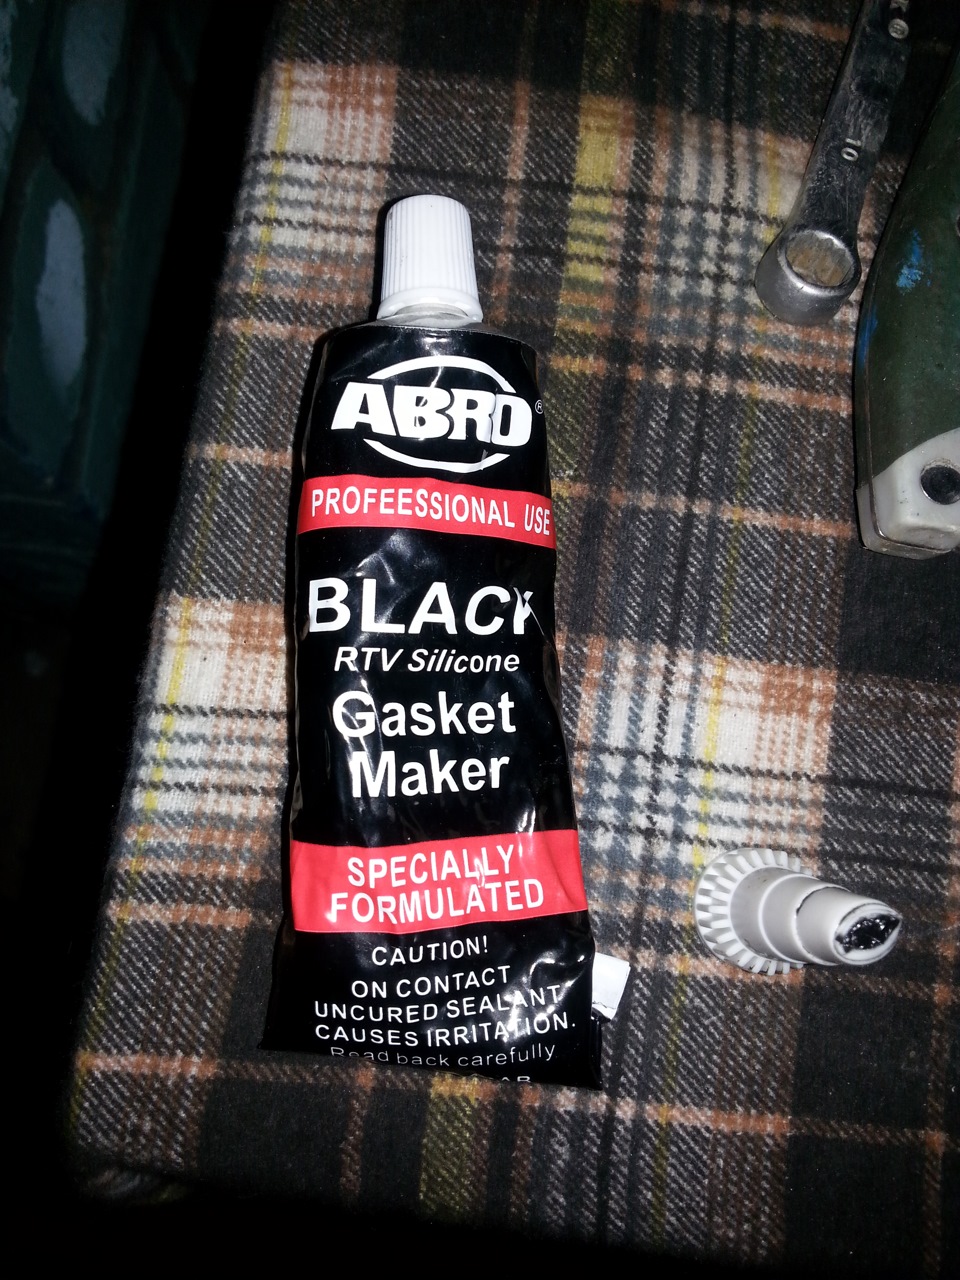 10
ABRO®
PROFEESSIONAL USE
BLACK
RTV Silicone
Gasket
Maker
SPECIALLY
FORMULATED
CAUTION!
ON CONTACT
UNCURED SEALANT
CAUSES IRRITATION.
Read back carefully